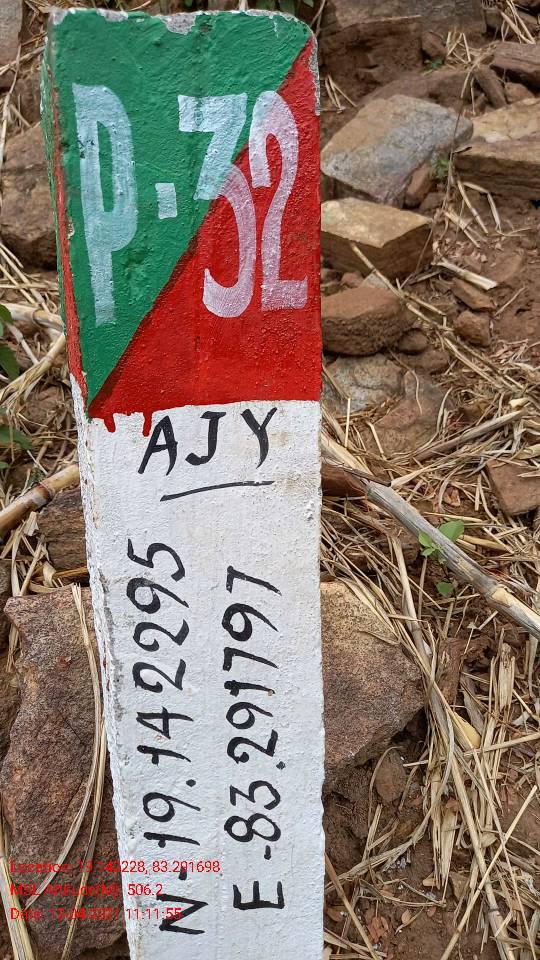 P-32
AJY
N-19.142295
E-83.291797
Location: 19.142228, 83.291698
MSL Altitude(M): 506.2
Date: 13-04-2021 11:11:55